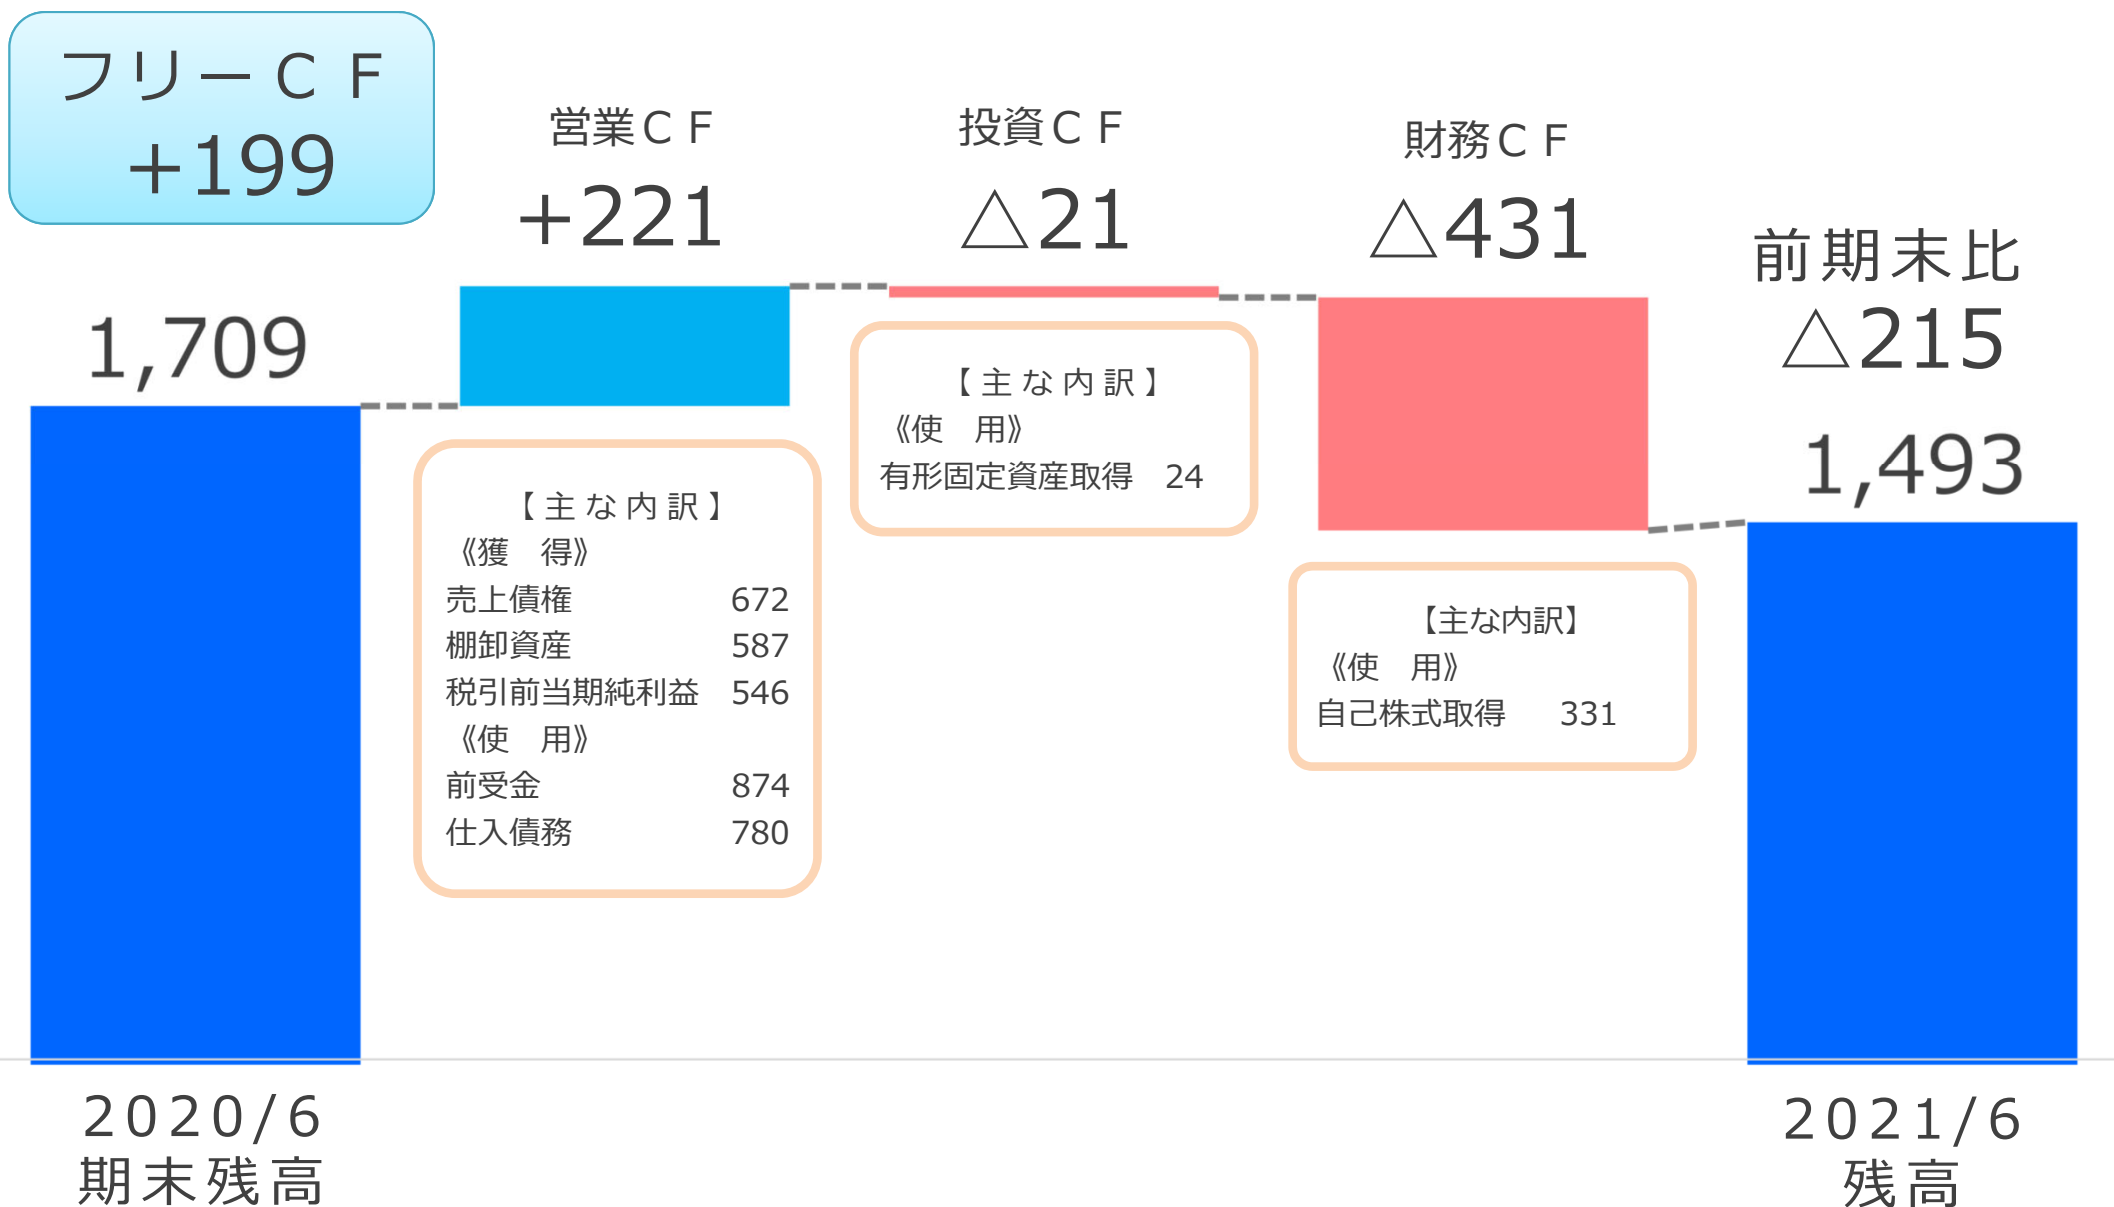 フリーＣＦ
+199
営業ＣＦ
+221
投資ＣＦ
△21
財務ＣＦ
△431
前期末比
△215
1,709
1,493
【主な内訳】
《獲　得》
売上債権　672
棚卸資産　587
税引前当期純利益　546
《使　用》
前受金　874
仕入債務　780
【主な内訳】
《使　用》
有形固定資産取得　24
【主な内訳】
《使　用》
自己株式取得　331
2020/6
期末残高
2021/6
残高